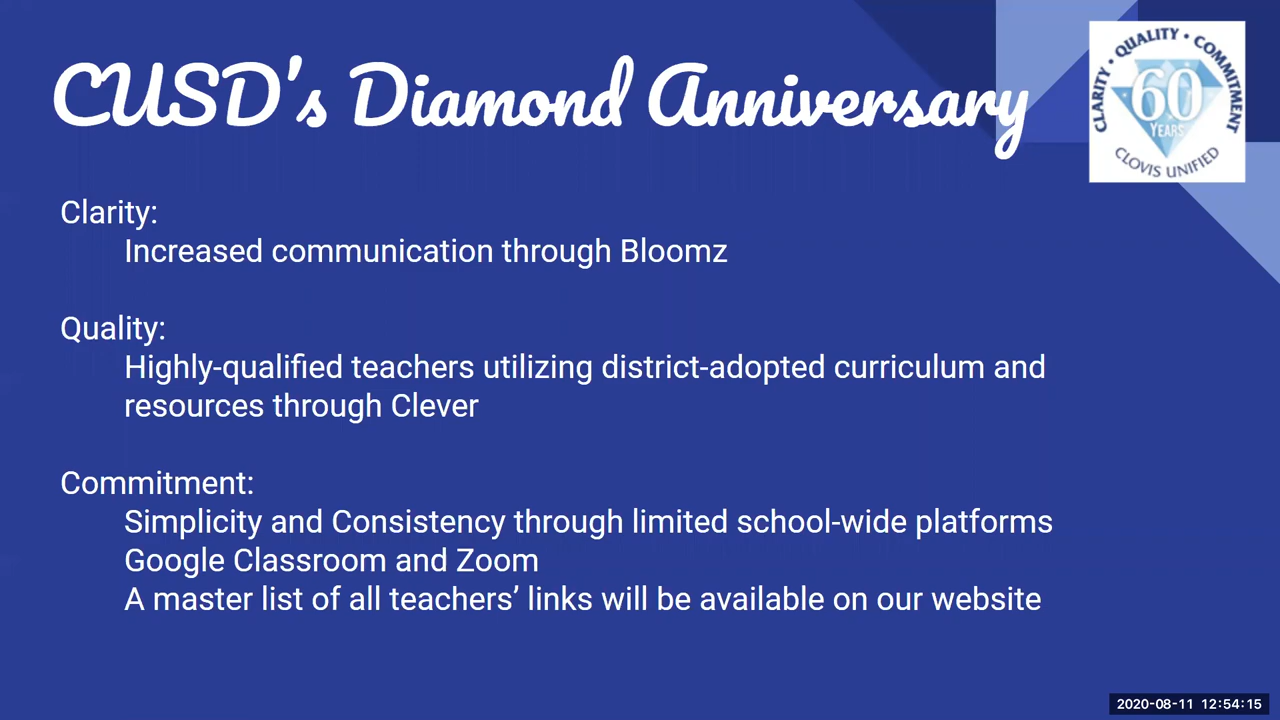 CUSD's Diamond Anniversary
CLARITY • QUALITY • COMMITMENT
60
YEARS
CLOVIS UNIFIED
Clarity:
Increased communication through Bloomz
Quality:
Highly-qualified teachers utilizing district-adopted curriculum and
resources through Clever
Commitment:
Simplicity and Consistency through limited school-wide platforms
Google Classroom and Zoom
A master list of all teachers’ links will be available on our website
2020-08-11 12:54:15